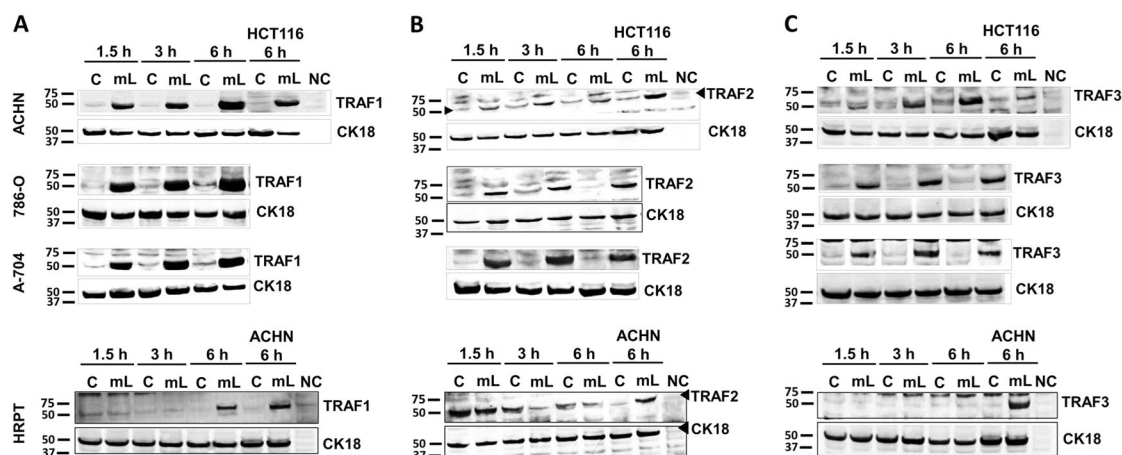 A
HCT116
1.5 h 3 h 6 h 6 h
C mL C mL C mL C mL NC
ACHN
75
50
TRAF1
50
37
CK18
786-O
75
50
TRAF1
50
37
CK18
A-704
75
50
TRAF1
50
37
CK18
ACHN
1.5 h 3 h 6 h 6 h
C mL C mL C mL C mL NC
HRPT
75
50
TRAF1
50
37
CK18
B
HCT116
1.5 h 3 h 6 h 6 h
C mL C mL C mL C mL NC
75
50
TRAF2
50
37
CK18
75
50
TRAF2
50
37
CK18
75
50
TRAF2
50
37
CK18
ACHN
1.5 h 3 h 6 h 6 h
C mL C mL C mL C mL NC
75
50
TRAF2
50
37
CK18
C
HCT116
1.5 h 3 h 6 h 6 h
C mL C mL C mL C mL NC
75
50
TRAF3
50
37
CK18
75
50
TRAF3
50
37
CK18
75
50
TRAF3
50
37
CK18
ACHN
1.5 h 3 h 6 h 6 h
C mL C mL C mL C mL NC
75
50
TRAF3
50
37
CK18